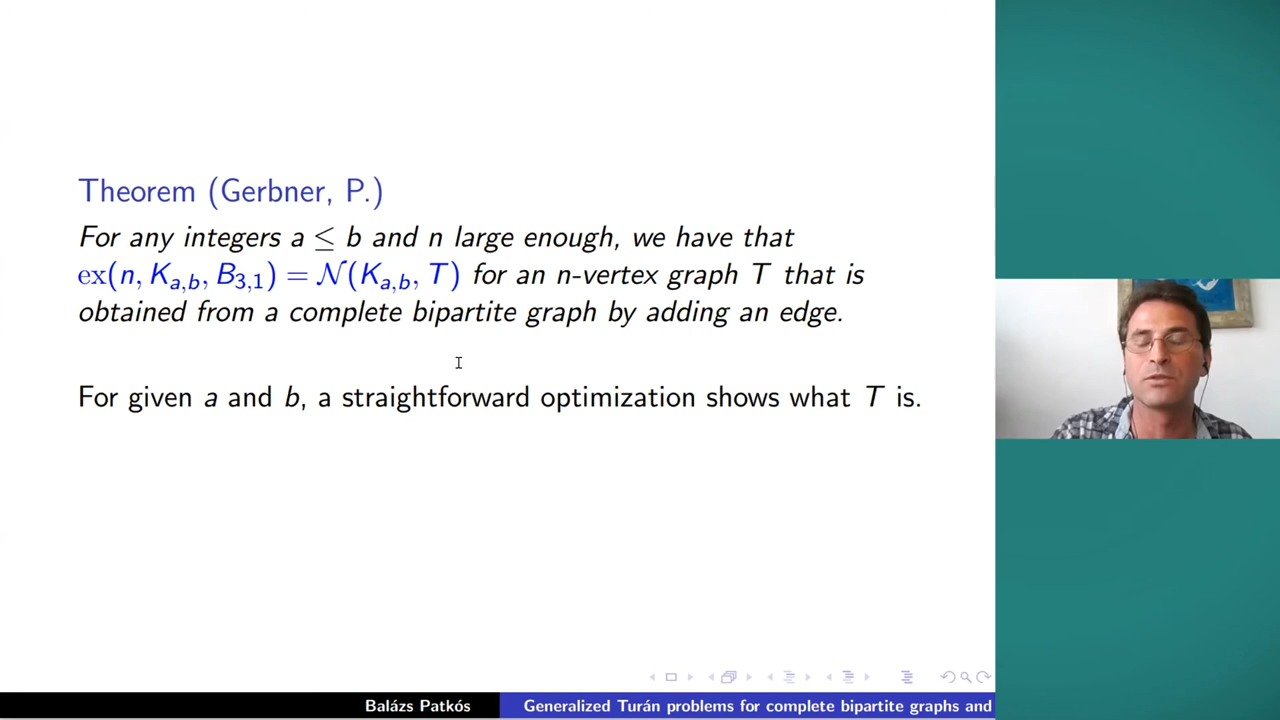 Theorem (Gerbner, P.)
For any integers a ≤ b and n large enough, we have that
ex(n, K_{a,b}, B_{3,1}) = 𝒩(K_{a,b}, T) for an n-vertex graph T that is
obtained from a complete bipartite graph by adding an edge.
For given a and b, a straightforward optimization shows what T is.
Balázs Patkós
Generalized Turán problems for complete bipartite graphs and